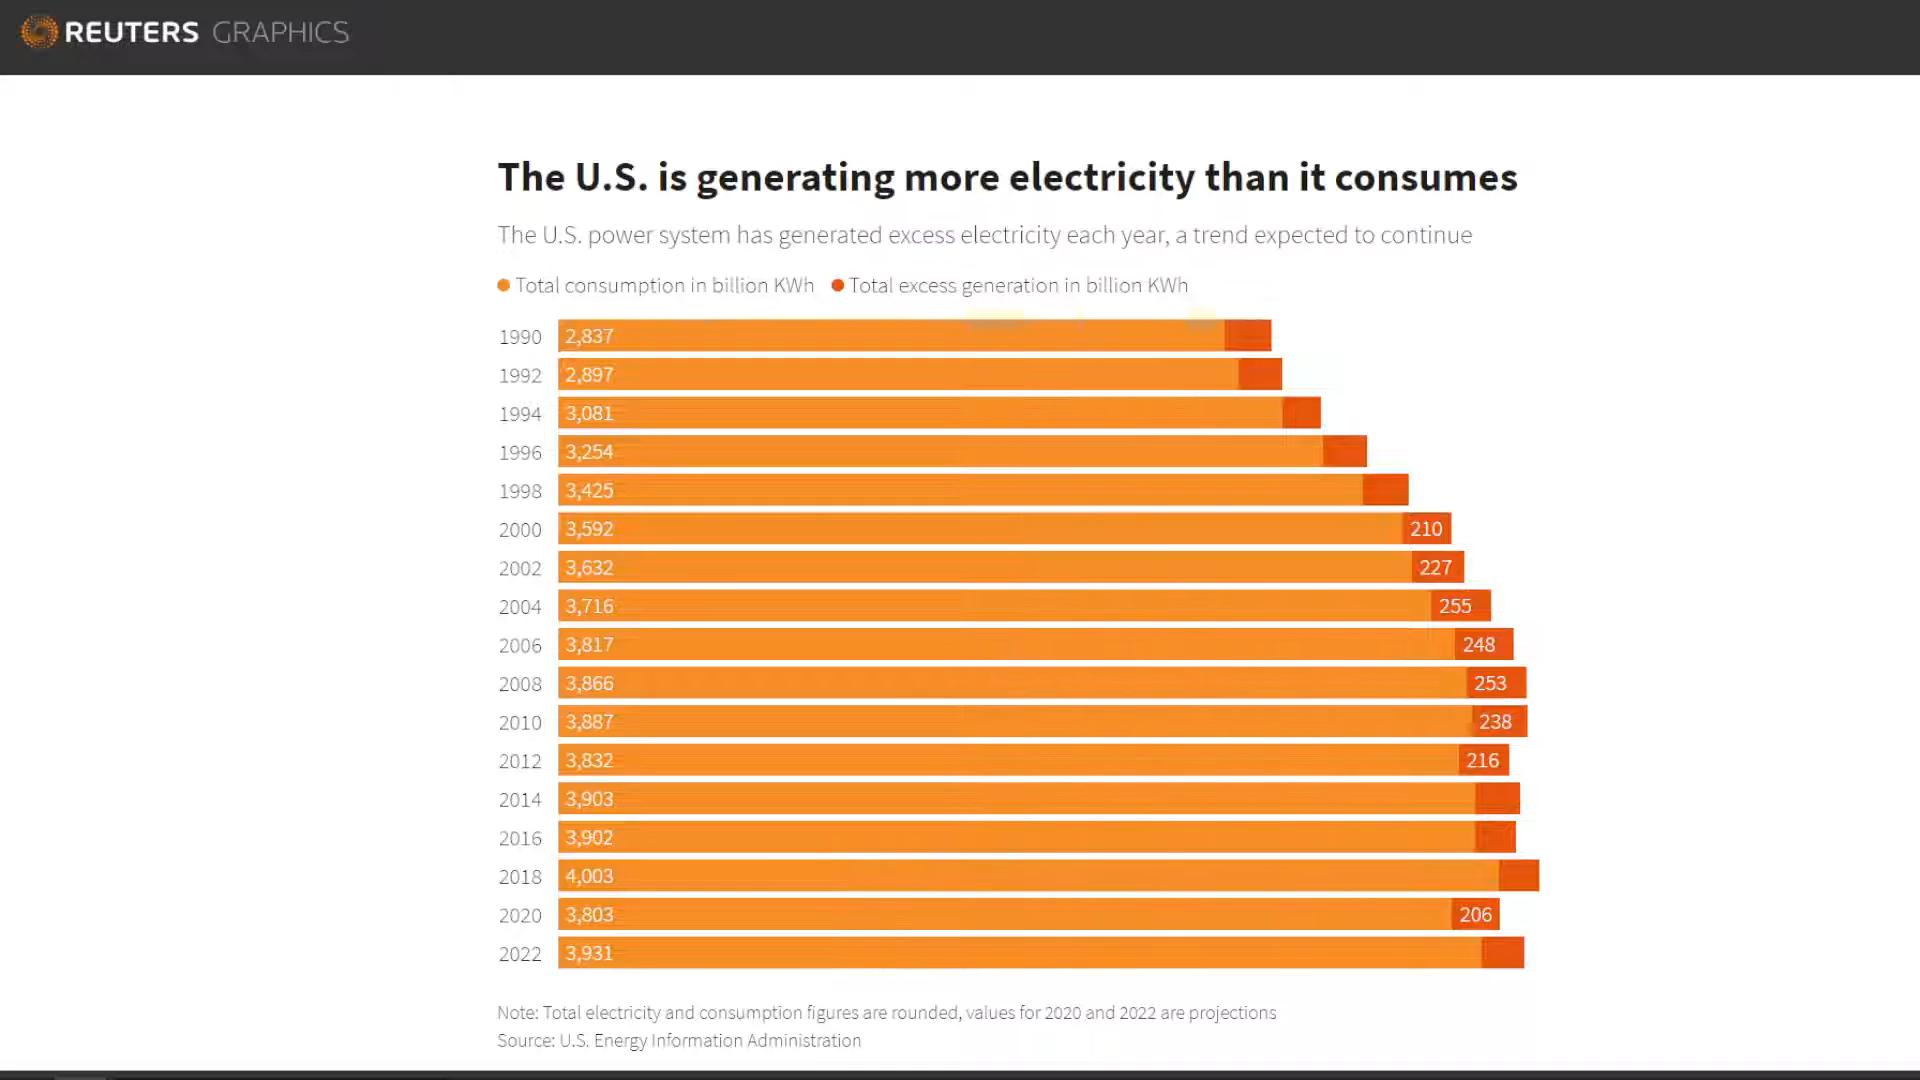 REUTERS GRAPHICS
The U.S. is generating more electricity than it consumes
The U.S. power system has generated excess electricity each year, a trend expected to continue
Total consumption in billion KWh Total excess generation in billion KWh
1990 2,837
1992 2,897
1994 3,081
1996 3,254
1998 3,425
2000 3,592 210
2002 3,632 227
2004 3,716 255
2006 3,817 248
2008 3,866 253
2010 3,887 238
2012 3,832 216
2014 3,903
2016 3,902
2018 4,003
2020 3,803 206
2022 3,931
Note: Total electricity and consumption figures are rounded, values for 2020 and 2022 are projections
Source: U.S. Energy Information Administration